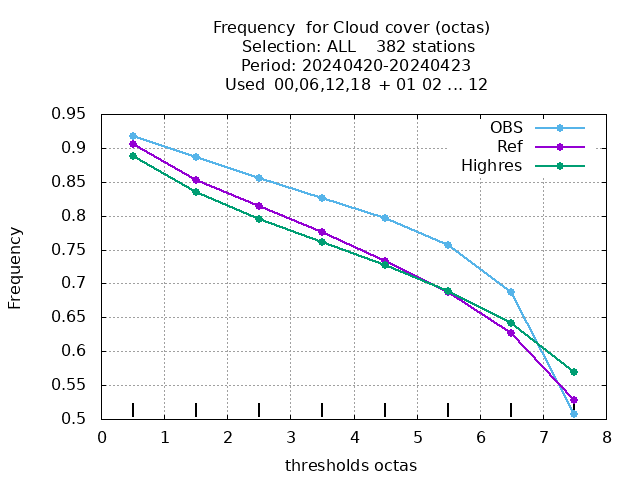 Frequency  for Cloud cover (octas)
Selection: ALL    382 stations
Period: 20240420-20240423
Used  00,06,12,18 + 01 02 ... 12
0.95
0.9
0.85
0.8
0.75
0.7
0.65
0.6
0.55
0.5
Frequency
OBS
Ref
Highres
0 1 2 3 4 5 6 7 8
thresholds octas